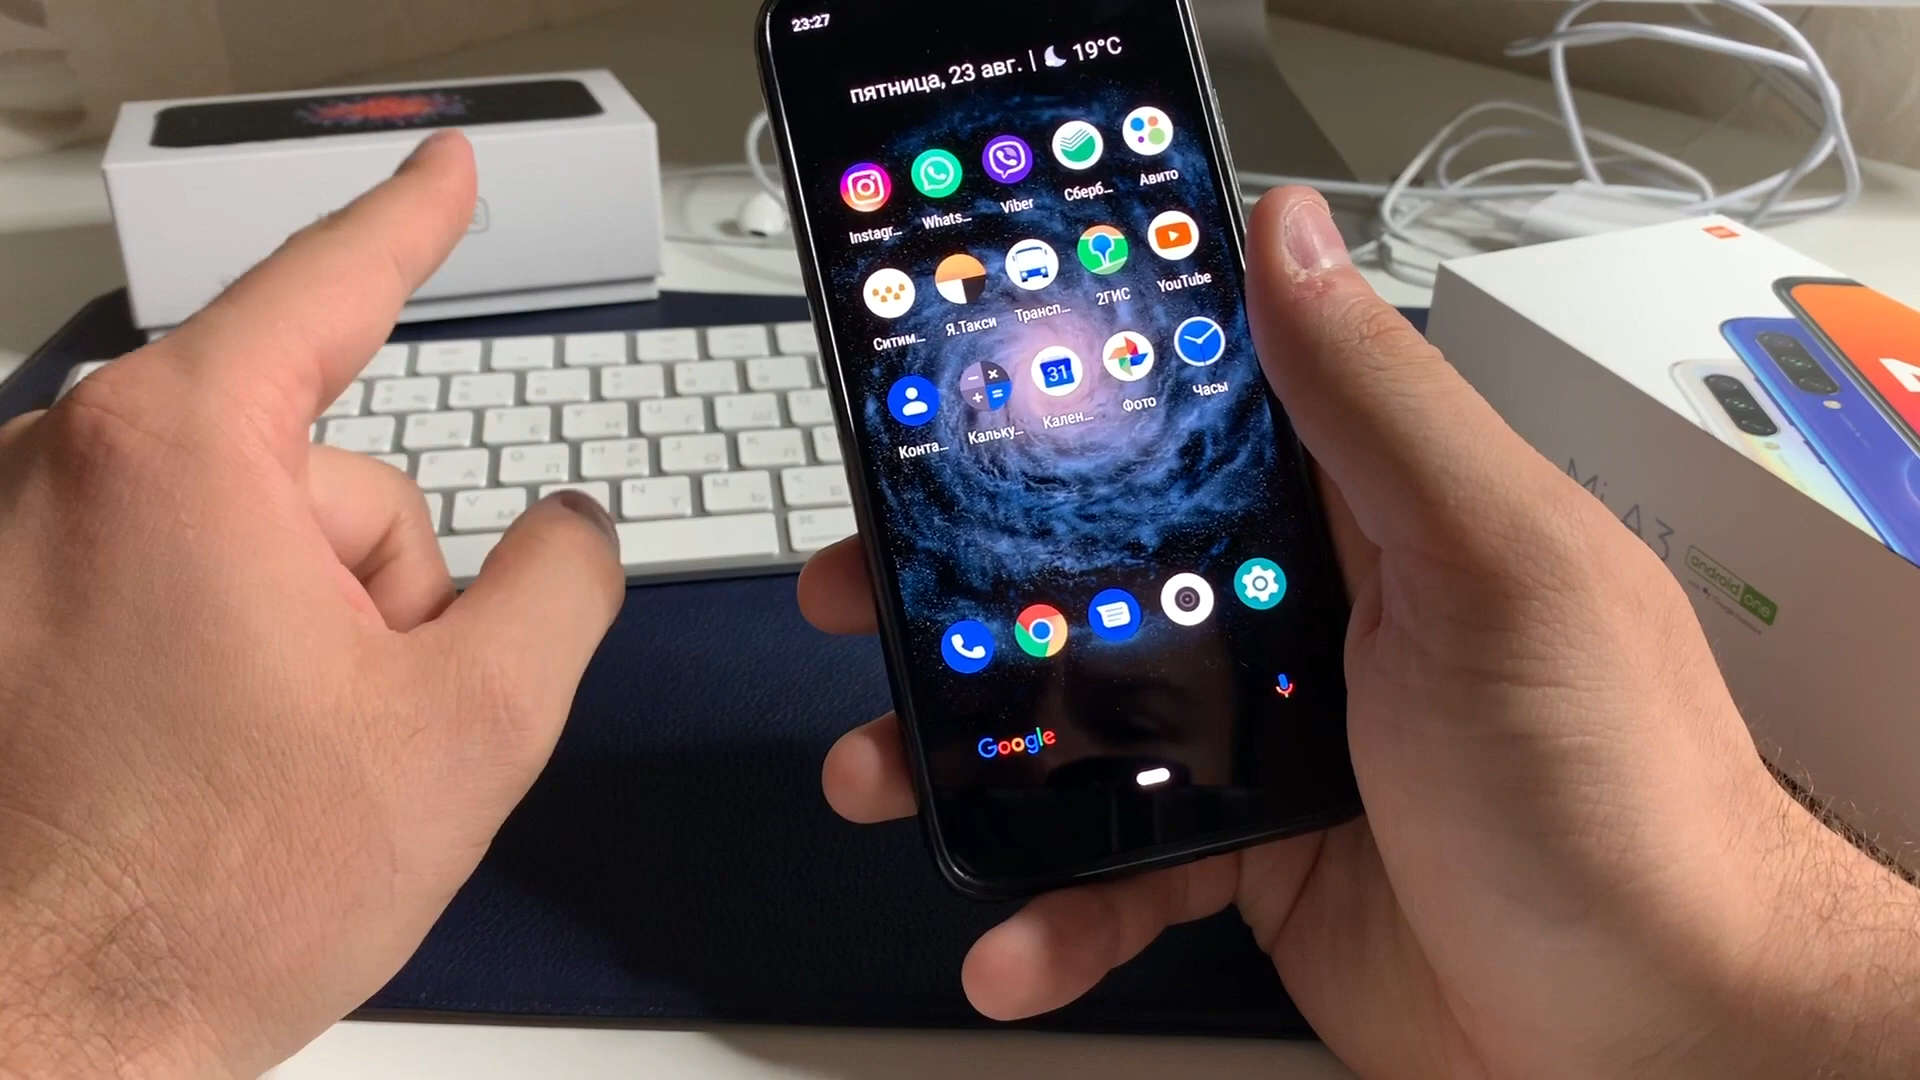 23:27
пятница, 23 авг. | 19°C
Instagr...
Whats...
Viber
Сберб...
Авито
Ситим...
Я.Такси
Трансп...
2ГИС
YouTube
Конта...
Кальку...
31
Кален...
Фото
Часы
Google
Mi A3
android one